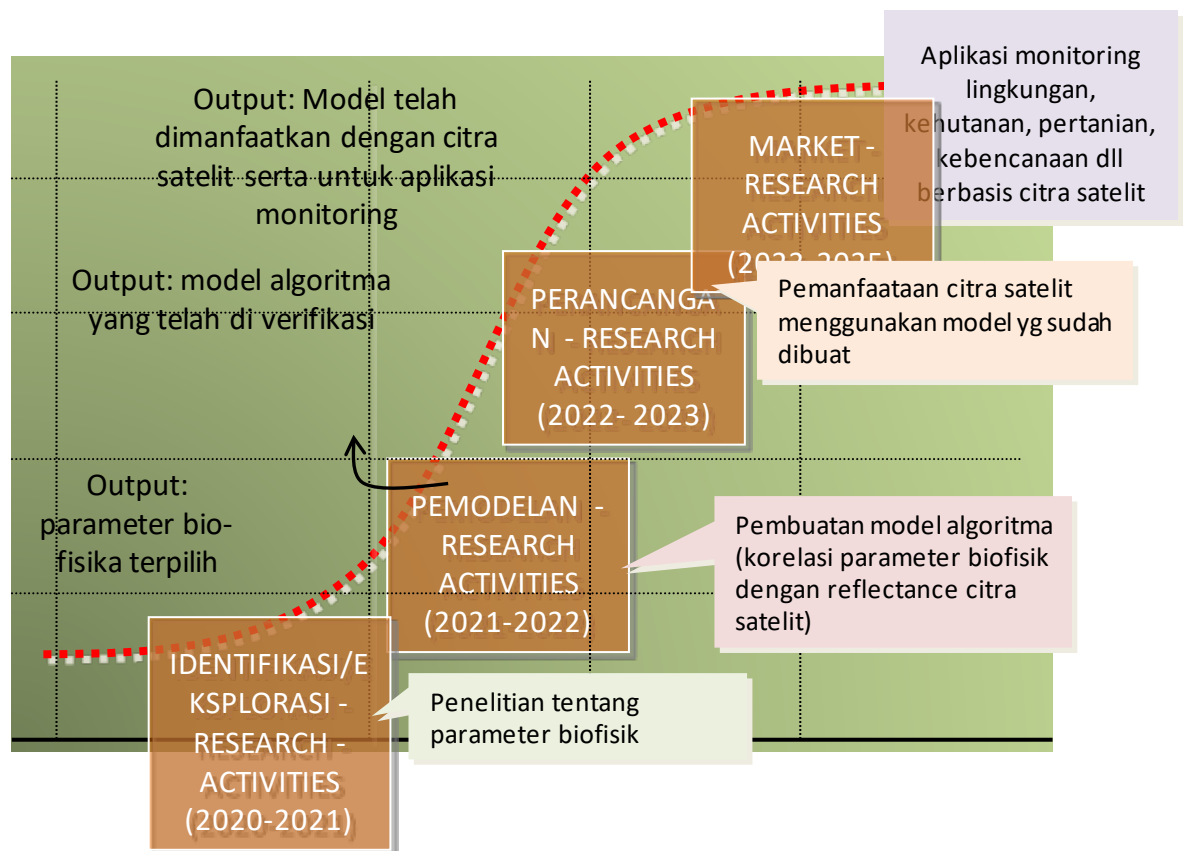 Output: Model telah
dimanfaatkan dengan citra
satelit serta untuk aplikasi
monitoring
Aplikasi monitoring
lingkungan,
kehutanan, pertanian,
kebencanaan dll
berbasis citra satelit
MARKET -
RESEARCH
ACTIVITIES
(2023-2025)
Output: model algoritma
yang telah di verifikasi
Pemanfaataan citra satelit
menggunakan model yg sudah
dibuat
PERANCANGA
N - RESEARCH
ACTIVITIES
(2022- 2023)
Output:
parameter bio-
fisika terpilih
PEMODELAN -
RESEARCH
ACTIVITIES
(2021-2022)
Pembuatan model algoritma
(korelasi parameter biofisik
dengan reflectance citra
satelit)
IDENTIFIKASI/E
KSPLORASI -
RESEARCH -
ACTIVITIES
(2020-2021)
Penelitian tentang
parameter biofisik